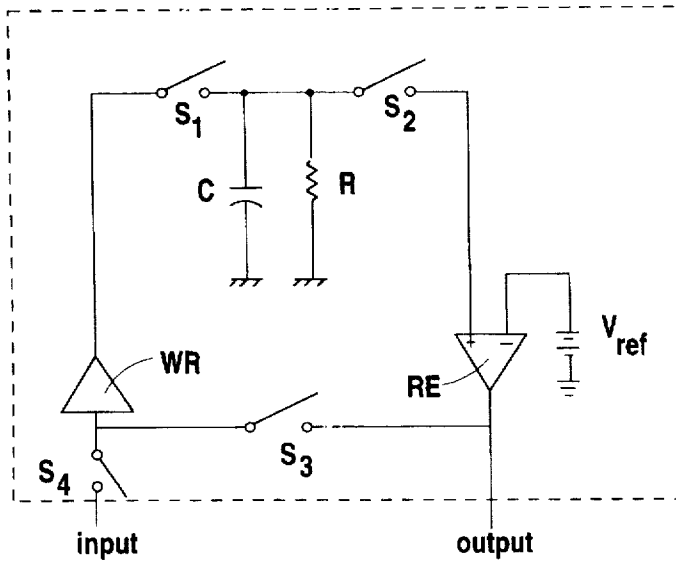 S1
S2
C
R
+
−
Vref
WR
RE
S3
S4
input
output